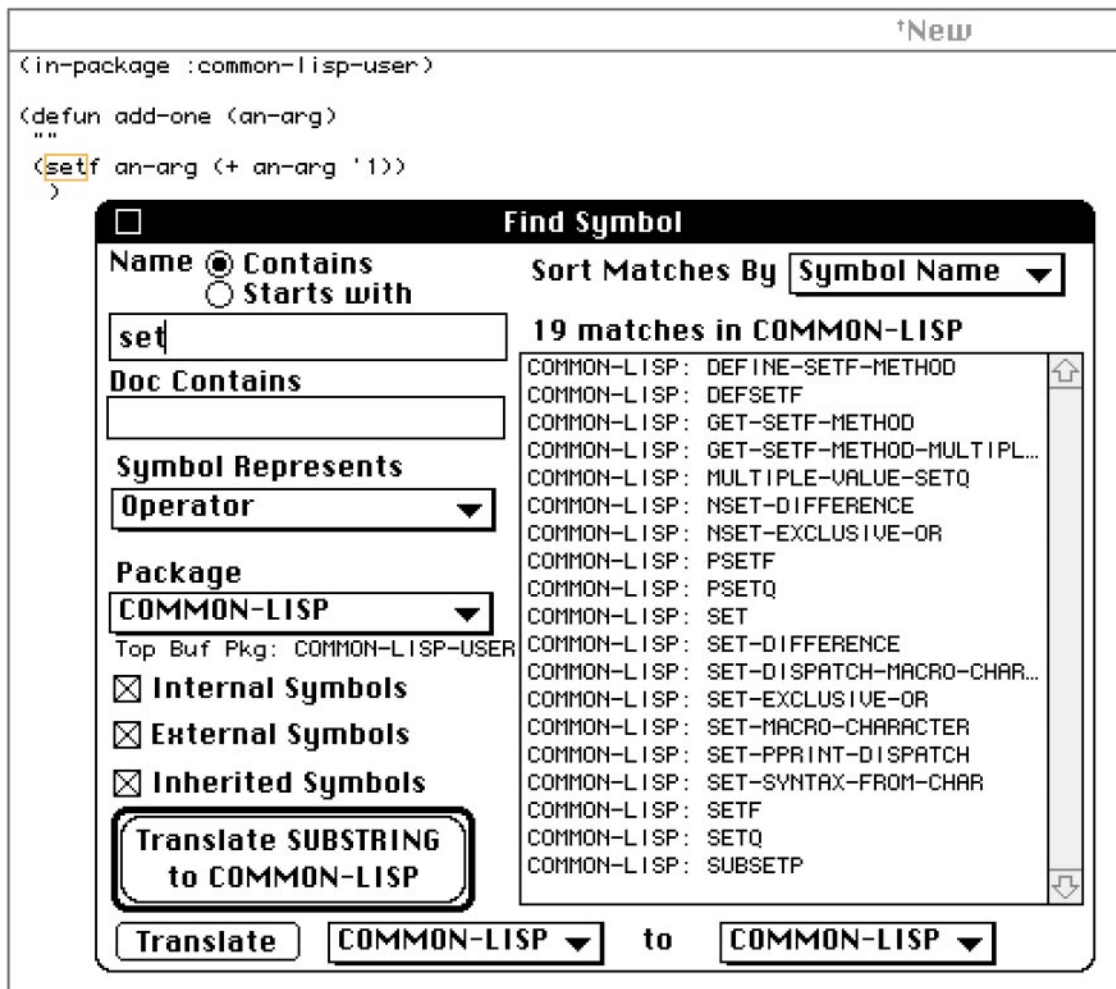 †New
(in-package :common-lisp-user)
(defun add-one (an-arg)
""
(setf an-arg (+ an-arg '1))
)
Find Symbol
Name Contains
Starts with
set
Doc Contains
Symbol Represents
Operator
Package
COMMON-LISP
Top Buf Pkg: COMMON-LISP-USER
Internal Symbols
External Symbols
Inherited Symbols
Translate SUBSTRING
to COMMON-LISP
Sort Matches By Symbol Name
19 matches in COMMON-LISP
COMMON-LISP: DEFINE-SETF-METHOD
COMMON-LISP: DEFSETF
COMMON-LISP: GET-SETF-METHOD
COMMON-LISP: GET-SETF-METHOD-MULTIPL…
COMMON-LISP: MULTIPLE-VALUE-SETQ
COMMON-LISP: NSET-DIFFERENCE
COMMON-LISP: NSET-EXCLUSIVE-OR
COMMON-LISP: PSETF
COMMON-LISP: PSETQ
COMMON-LISP: SET
COMMON-LISP: SET-DIFFERENCE
COMMON-LISP: SET-DISPATCH-MACRO-CHAR…
COMMON-LISP: SET-EXCLUSIVE-OR
COMMON-LISP: SET-MACRO-CHARACTER
COMMON-LISP: SET-PPRINT-DISPATCH
COMMON-LISP: SET-SYNTAX-FROM-CHAR
COMMON-LISP: SETF
COMMON-LISP: SETQ
COMMON-LISP: SUBSETP
Translate COMMON-LISP to COMMON-LISP